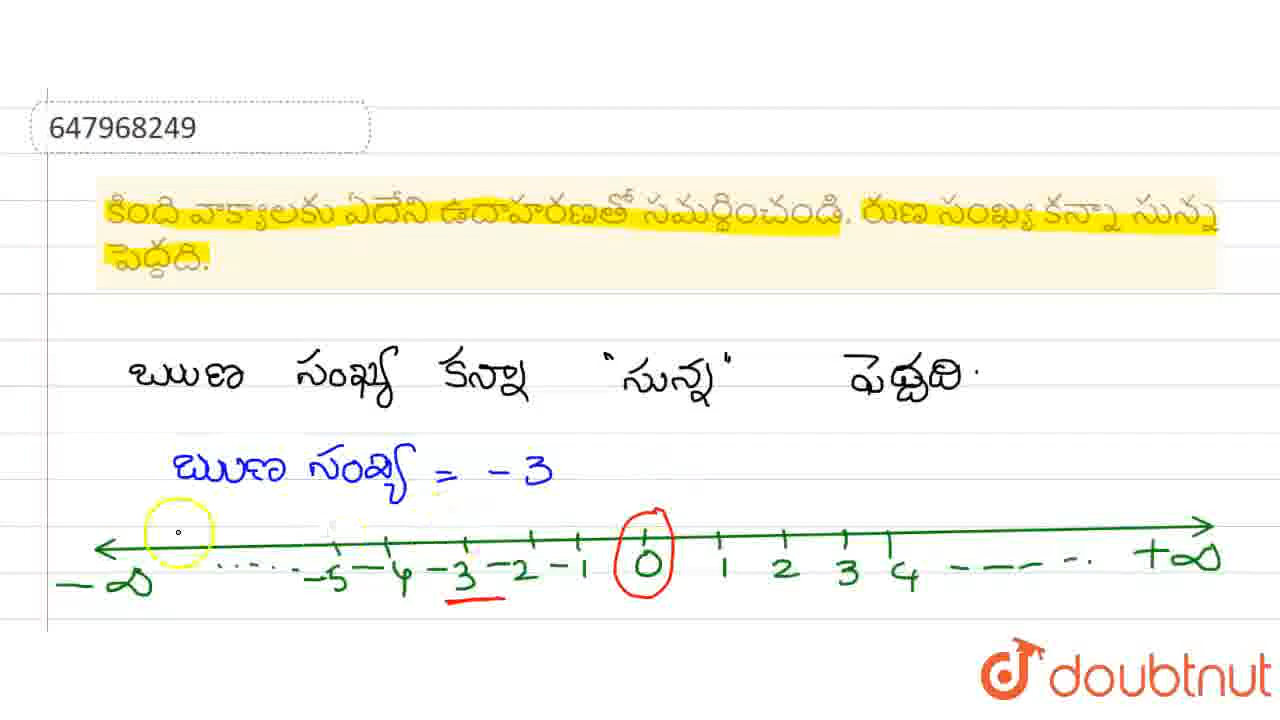 647968249
కింది వాక్యాలకు ఏదేని ఉదాహరణతో సమర్థించండి. రుణ సంఖ్య కన్నా సున్న
పెద్దది.
ఋణ సంఖ్య కన్నా "సున్న" పెద్దది.
ఋణ సంఖ్య = -3
-∞ ...... -5 -4 -3 -2 -1 0 1 2 3 4 ----.. +∞
doubtnut